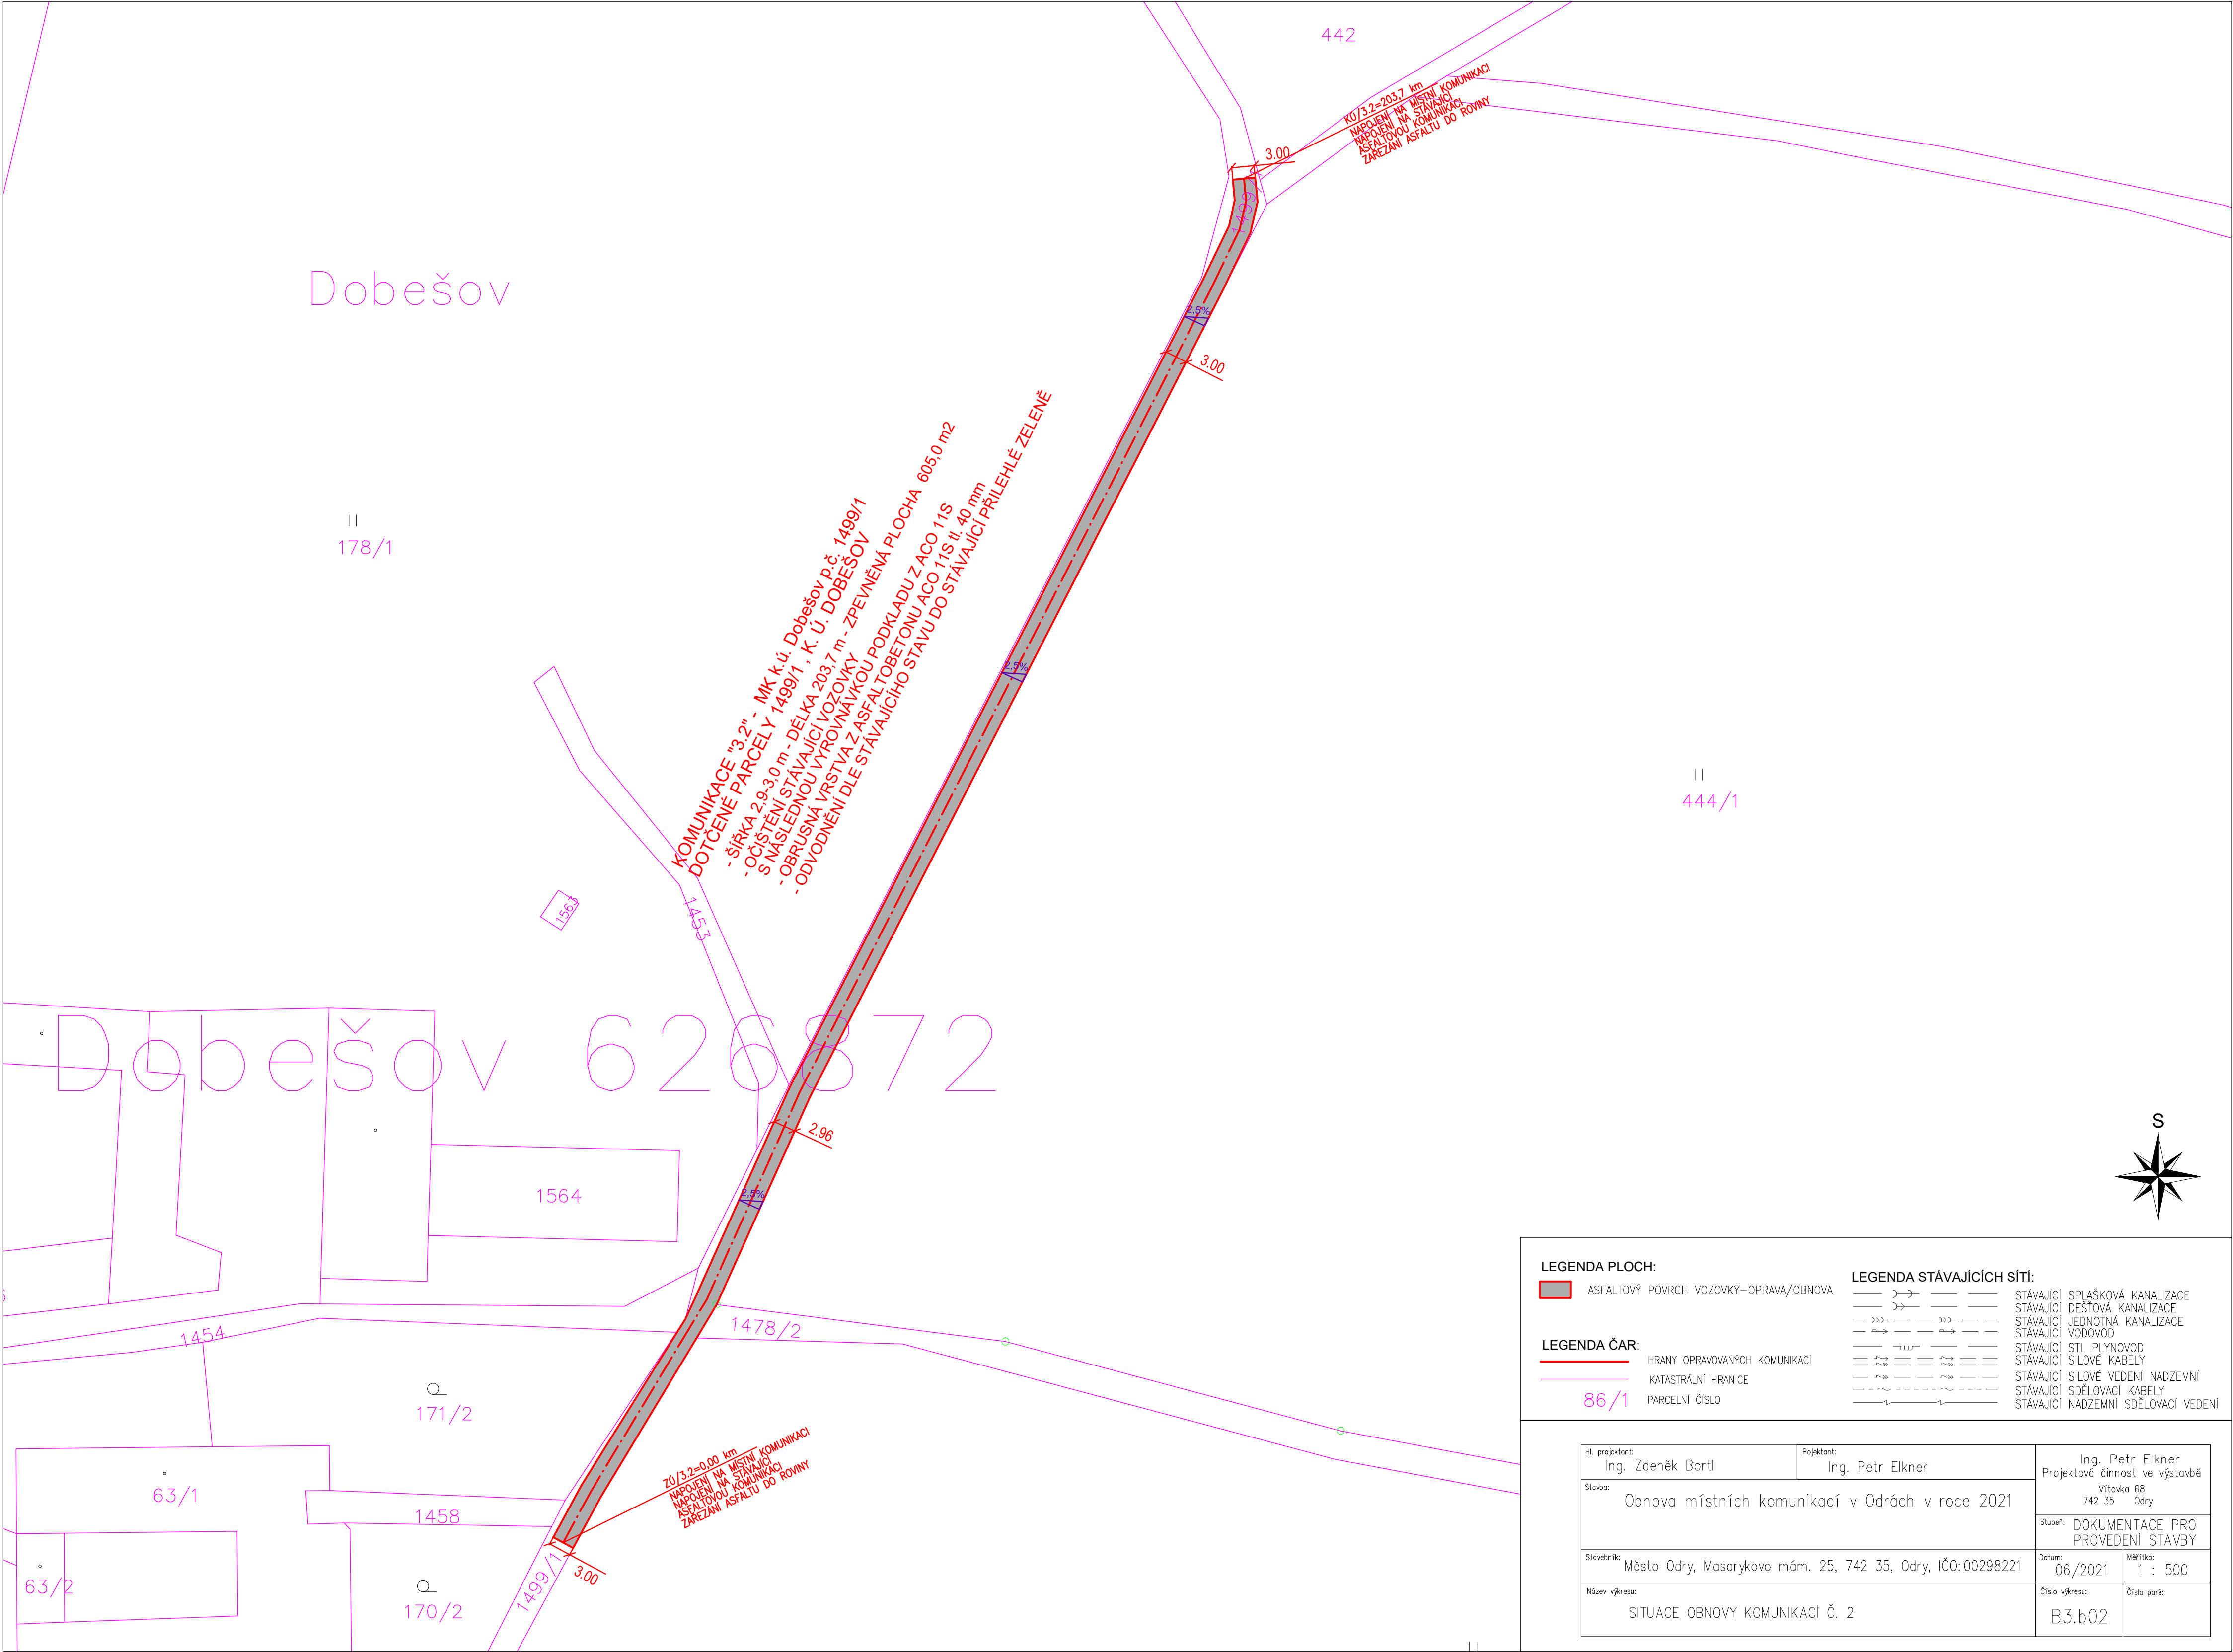 442
KÚ/3.2=203,7 km
NAPOJENÍ NA MÍSTNÍ KOMUNIKACI
NAPOJENÍ NA STÁVAJÍCÍ
ASFALTOVOU KOMUNIKACI
ZAŘEZÁNÍ ASFALTU DO ROVINY
3.00
Dobešov
2,5%
3.00
178/1
KOMUNIKACE "3.2" - MK k.ú. Dobešov p.č. 1499/1
DOTČENÉ PARCELY 1499/1 , K. Ú. DOBEŠOV
- ŠÍŘKA 2,9-3,0 m - DÉLKA 203,7 m - ZPEVNĚNÁ PLOCHA 605,0 m2
- OČIŠTĚNÍ STÁVAJÍCÍ VOZOVKY
S NÁSLEDNOU VYROVNÁVKOU PODKLADU Z ACO 11S
- OBRUSNÁ VRSTVA Z ASFALTOBETONU ACO 11S tl. 40 mm
- ODVODNĚNÍ DLE STÁVAJÍCÍHO STAVU DO STÁVAJÍCÍ PŘILEHLÉ ZELENĚ
2,5%
444/1
1563
1453
Dobešov 626872
2.96
2,5%
1564
S
1454
1478/2
171/2
63/1
1458
63/2
170/2
1499/1
ZÚ/3.2=0,00 km
NAPOJENÍ NA MÍSTNÍ KOMUNIKACI
NAPOJENÍ NA STÁVAJÍCÍ
ASFALTOVOU KOMUNIKACI
ZAŘEZÁNÍ ASFALTU DO ROVINY
3.00
LEGENDA PLOCH:
ASFALTOVÝ POVRCH VOZOVKY-OPRAVA/OBNOVA
LEGENDA ČAR:
HRANY OPRAVOVANÝCH KOMUNIKACÍ
KATASTRÁLNÍ HRANICE
86/1 PARCELNÍ ČÍSLO
LEGENDA STÁVAJÍCÍCH SÍTÍ:
STÁVAJÍCÍ SPLAŠKOVÁ KANALIZACE
STÁVAJÍCÍ DEŠŤOVÁ KANALIZACE
STÁVAJÍCÍ JEDNOTNÁ KANALIZACE
STÁVAJÍCÍ VODOVOD
STÁVAJÍCÍ STL PLYNOVOD
STÁVAJÍCÍ SILOVÉ KABELY
STÁVAJÍCÍ SILOVÉ VEDENÍ NADZEMNÍ
STÁVAJÍCÍ SDĚLOVACÍ KABELY
STÁVAJÍCÍ NADZEMNÍ SDĚLOVACÍ VEDENÍ
Hl. projektant:
Ing. Zdeněk Bortl
Pojektant:
Ing. Petr Elkner
Ing. Petr Elkner
Projektová činnost ve výstavbě
Vítovka 68
742 35 Odry
Stavba:
Obnova místních komunikací v Odrách v roce 2021
Stupeň: DOKUMENTACE PRO
PROVEDENÍ STAVBY
Stavebník: Město Odry, Masarykovo mám. 25, 742 35, Odry, IČO:00298221
Datum:
06/2021
Měřítko:
1 : 500
Název výkresu:
SITUACE OBNOVY KOMUNIKACÍ Č. 2
Číslo výkresu:
B3.b02
Číslo paré: